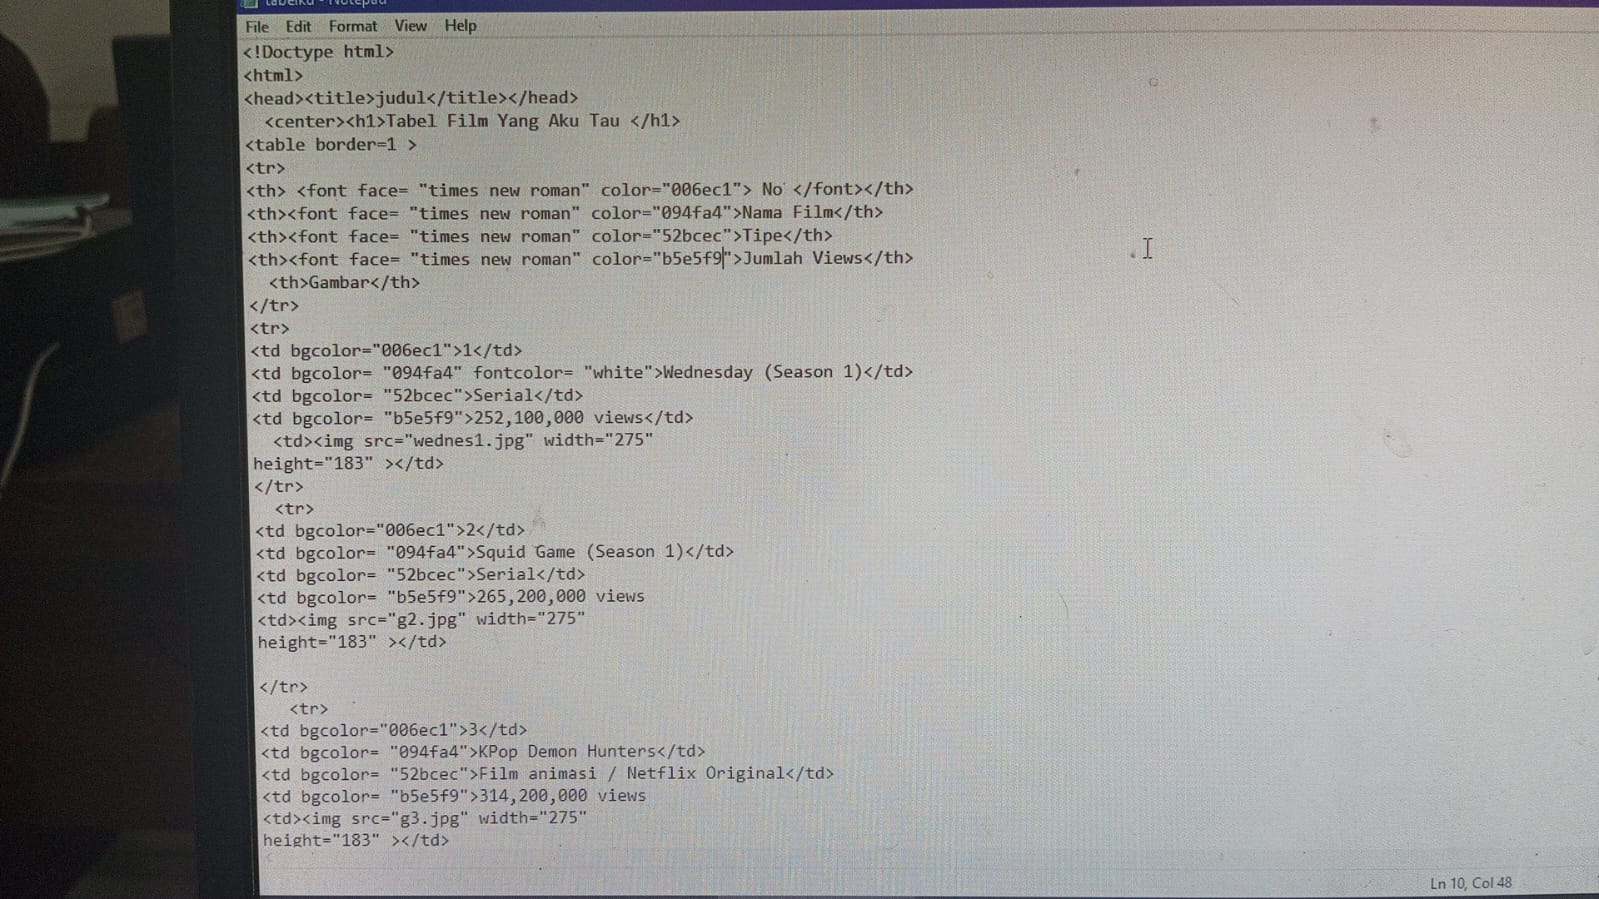 tabelku - Notepad
File Edit Format View Help
<!Doctype html>
<html>
<head><title>judul</title></head>
<center><h1>Tabel Film Yang Aku Tau </h1>
<table border=1 >
<tr>
<th> <font face= "times new roman" color="006ec1"> No </font></th>
<th><font face= "times new roman" color="094fa4">Nama Film</th>
<th><font face= "times new roman" color="52bcec">Tipe</th>
<th><font face= "times new roman" color="b5e5f9">Jumlah Views</th>
<th>Gambar</th>
</tr>
<tr>
<td bgcolor="006ec1">1</td>
<td bgcolor= "094fa4" fontcolor= "white">Wednesday (Season 1)</td>
<td bgcolor= "52bcec">Serial</td>
<td bgcolor= "b5e5f9">252,100,000 views</td>
<td><img src="wednes1.jpg" width="275"
height="183" ></td>
</tr>
<tr>
<td bgcolor="006ec1">2</td>
<td bgcolor= "094fa4">Squid Game (Season 1)</td>
<td bgcolor= "52bcec">Serial</td>
<td bgcolor= "b5e5f9">265,200,000 views
<td><img src="g2.jpg" width="275"
height="183" ></td>
</tr>
<tr>
<td bgcolor="006ec1">3</td>
<td bgcolor= "094fa4">KPop Demon Hunters</td>
<td bgcolor= "52bcec">Film animasi / Netflix Original</td>
<td bgcolor= "b5e5f9">314,200,000 views
<td><img src="g3.jpg" width="275"
height="183" ></td>
Ln 10, Col 48